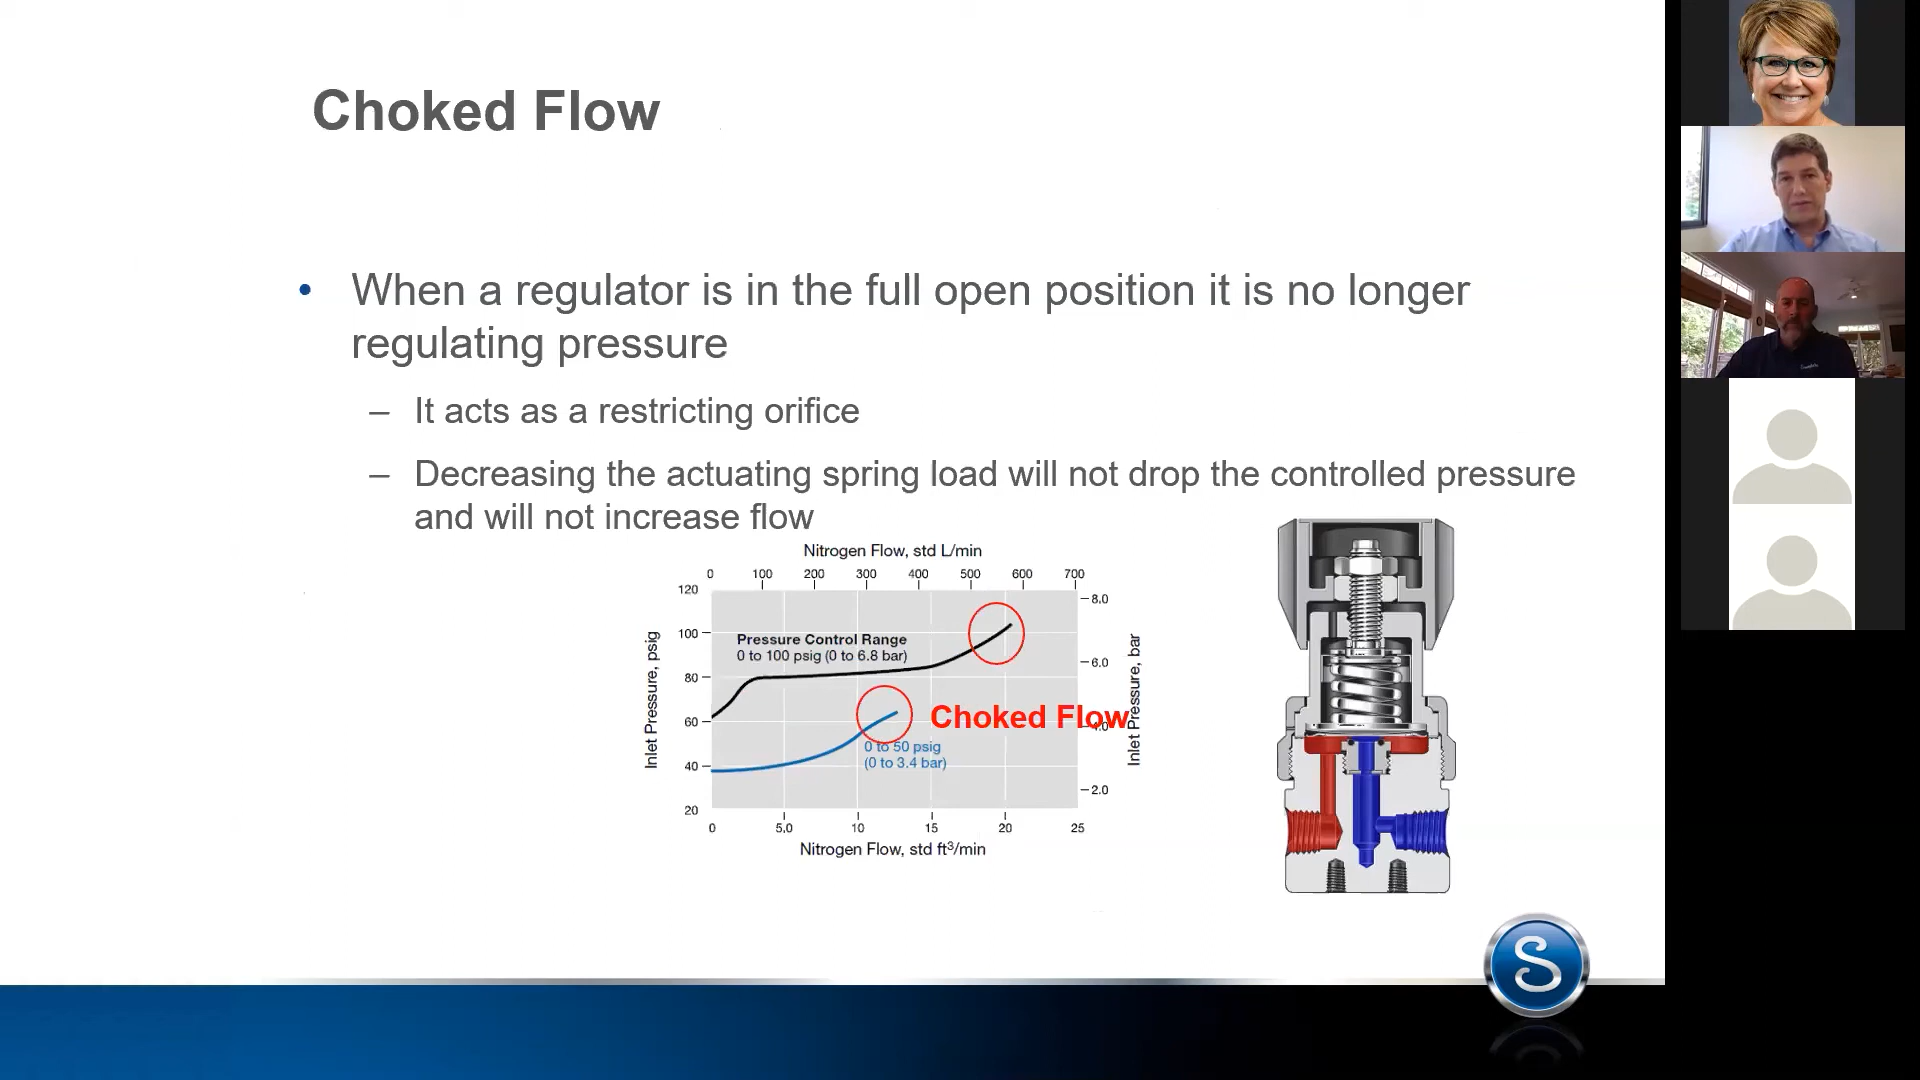 Choked Flow
• When a regulator is in the full open position it is no longer
regulating pressure
– It acts as a restricting orifice
– Decreasing the actuating spring load will not drop the controlled pressure
and will not increase flow
Nitrogen Flow, std L/min
0 100 200 300 400 500 600 700
120
100
80
60
40
20
Inlet Pressure, psig
Pressure Control Range
0 to 100 psig (0 to 6.8 bar)
Choked Flow
0 to 50 psig
(0 to 3.4 bar)
8.0
6.0
4.0
2.0
Inlet Pressure, bar
0 5.0 10 15 20 25
Nitrogen Flow, std ft³/min
S